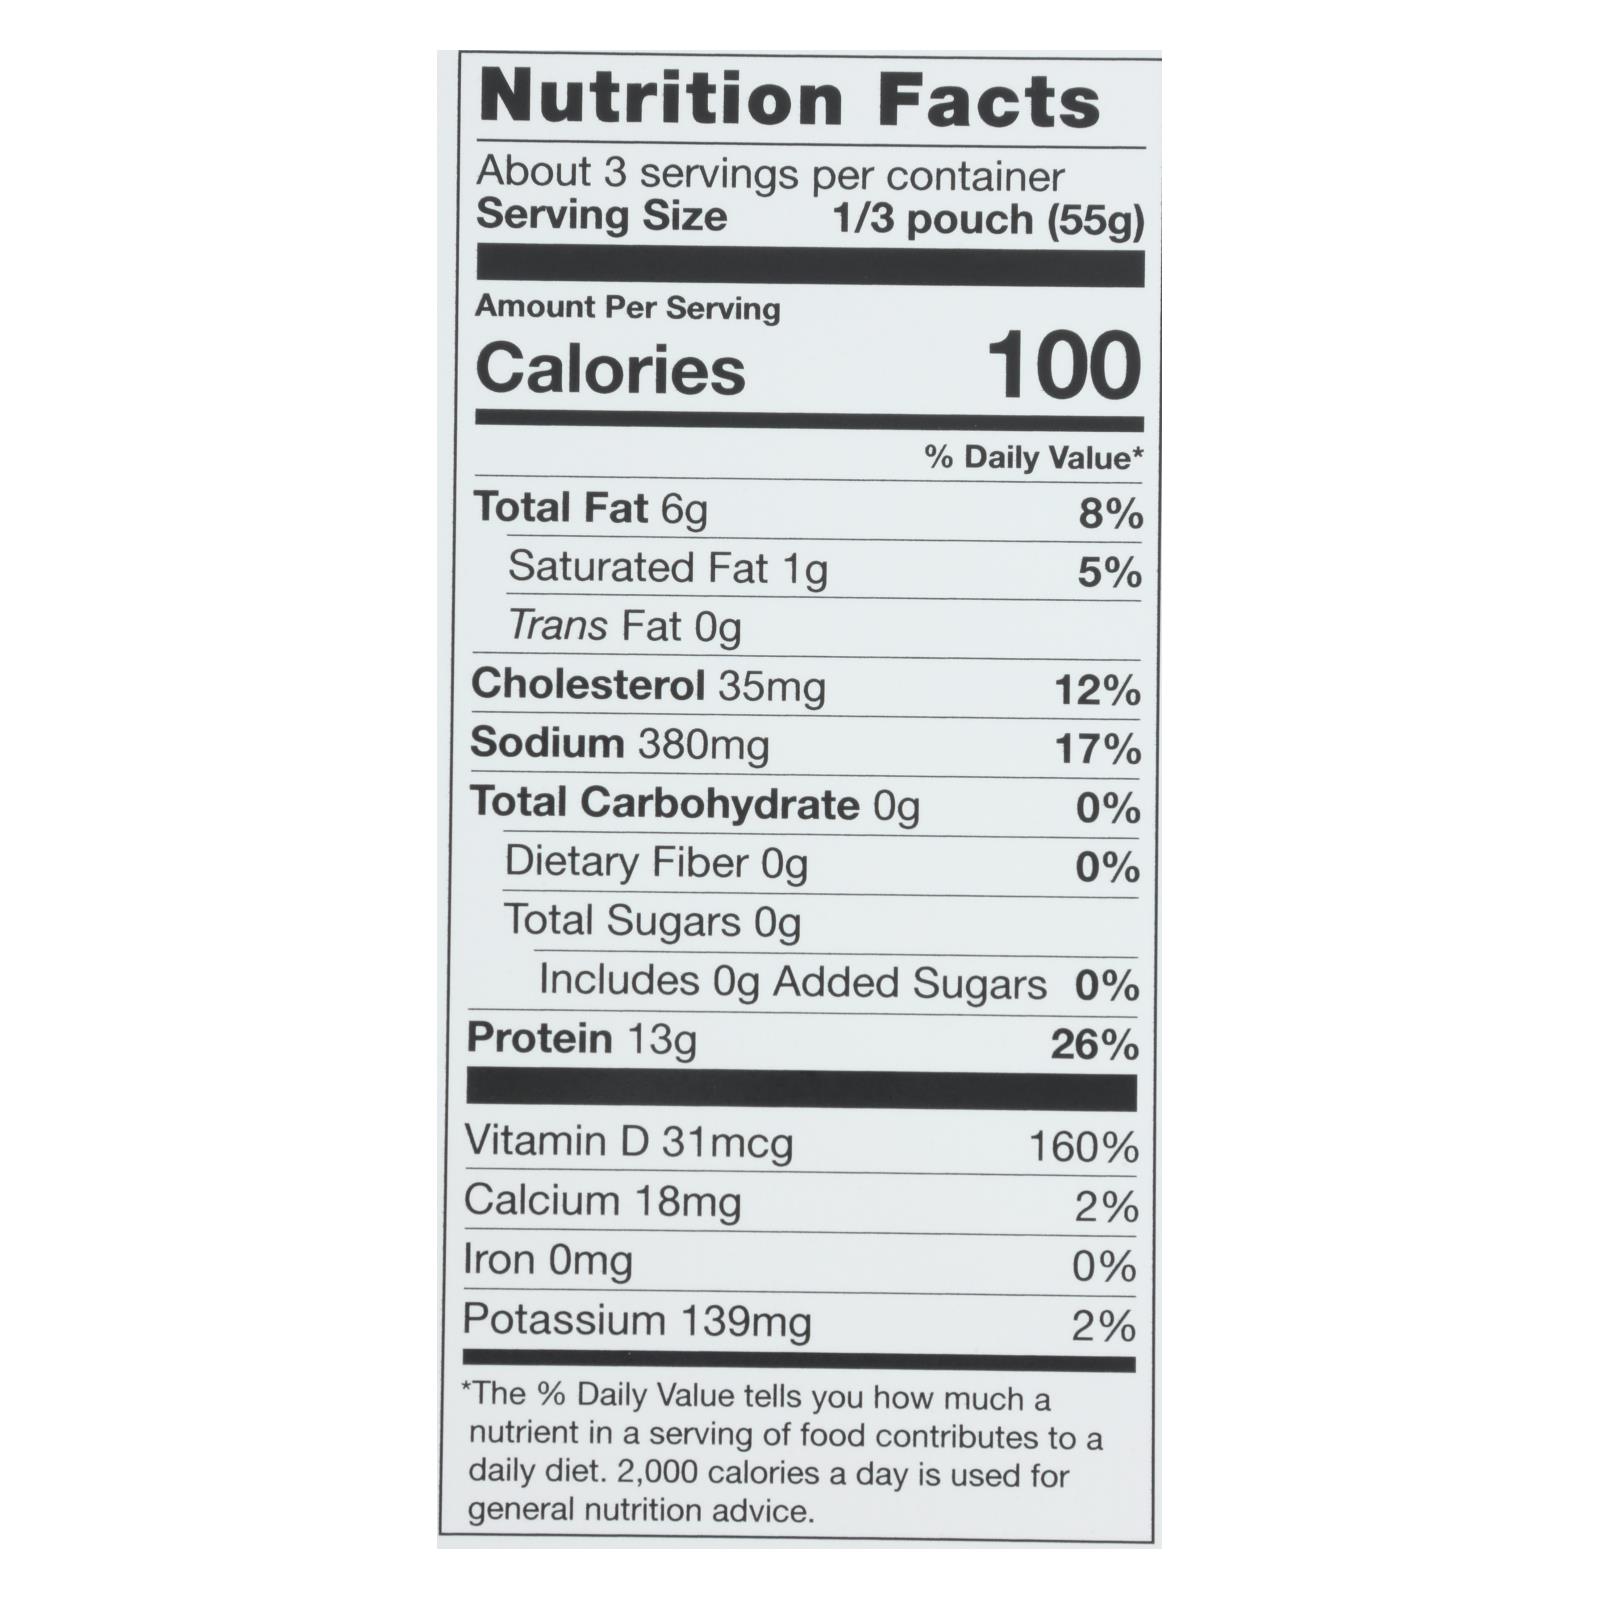 Nutrition Facts
About 3 servings per container
Serving Size 1/3 pouch (55g)
Amount Per Serving
Calories 100
% Daily Value*
Total Fat 6g 8%
Saturated Fat 1g 5%
Trans Fat 0g
Cholesterol 35mg 12%
Sodium 380mg 17%
Total Carbohydrate 0g 0%
Dietary Fiber 0g 0%
Total Sugars 0g
Includes 0g Added Sugars 0%
Protein 13g 26%
Vitamin D 31mcg 160%
Calcium 18mg 2%
Iron 0mg 0%
Potassium 139mg 2%
*The % Daily Value tells you how much a
nutrient in a serving of food contributes to a
daily diet. 2,000 calories a day is used for
general nutrition advice.